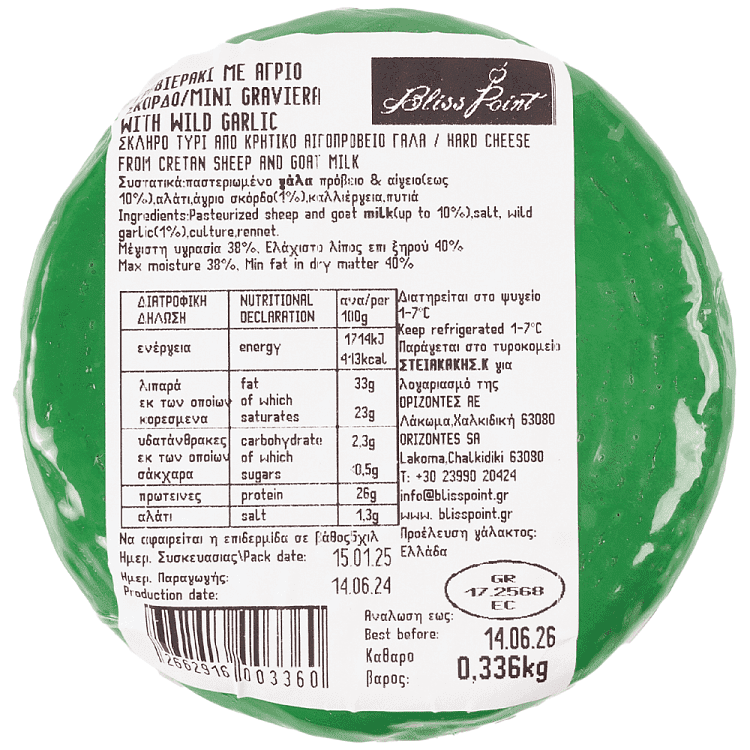 ΒΙΕΡΑΚΙ ΜΕ ΑΓΡΙΟ
ΣΚΟΡΔΟ/MINI GRAVIERA
WITH WILD GARLIC
Bliss Point
ΣΚΛΗΡΟ ΤΥΡΙ ΑΠΟ ΚΡΗΤΙΚΟ ΑΙΓΟΠΡΟΒΕΙΟ ΓΑΛΑ / HARD CHEESE
FROM CRETAN SHEEP AND GOAT MILK
Συστατικά:παστεριωμένο γάλα πρόβειο & αίγειο(εως
10%),αλάτι,άγριο σκόρδο(1%),καλλιέργεια,πυτιά
Ingredients:Pasteurized sheep and goat milk(up to 10%),salt, wild
garlic(1%),culture,rennet.
Μέγιστη υγρασία 38%, Ελάχιστο λίπος επι ξηρού 40%
Max moisture 38%, Min fat in dry matter 40%
ΔΙΑΤΡΟΦΙΚΗ ΔΗΛΩΣΗ NUTRITIONAL DECLARATION ανα/per 100g
ενέργεια energy 1714kJ 413kcal
λιπαρά fat 33g
εκ των οποίων of which
κορεσμενα saturates 23g
υδατάνθρακες carbohydrate 2,3g
εκ των οποίων of which
σάκχαρα sugars 0,5g
πρωτεινες protein 26g
αλάτι salt 1,3g
Διατηρείται στο ψυγείο
1-7°C
Keep refrigerated 1-7°C
Παράγεται στο τυροκομείο
ΣΤΕΙΑΚΑΚΗΣ.Κ για
λογαριασμό της
ΟΡΙΖΟΝΤΕΣ ΑΕ
Λάκωμα,Χαλκιδική 63080
ORIZONTES SA
Lakoma,Chalkidiki 63080
T: +30 23990 20424
info@blisspoint.gr
www. blisspoint.gr
Προέλευση γάλακτος:
Ελλάδα
Να αφαιρείται η επιδερμίδα σε βάθος 5χιλ
Ημερ. Συσκευασιας\Pack date: 15.01.25
Ημερ. Παραγωγής:
Production date: 14.06.24
GR
17.2568
EC
Αναλωση εως:
Best before: 14.06.26
Καθαρο
βαρος: 0,336kg
2662916 003360